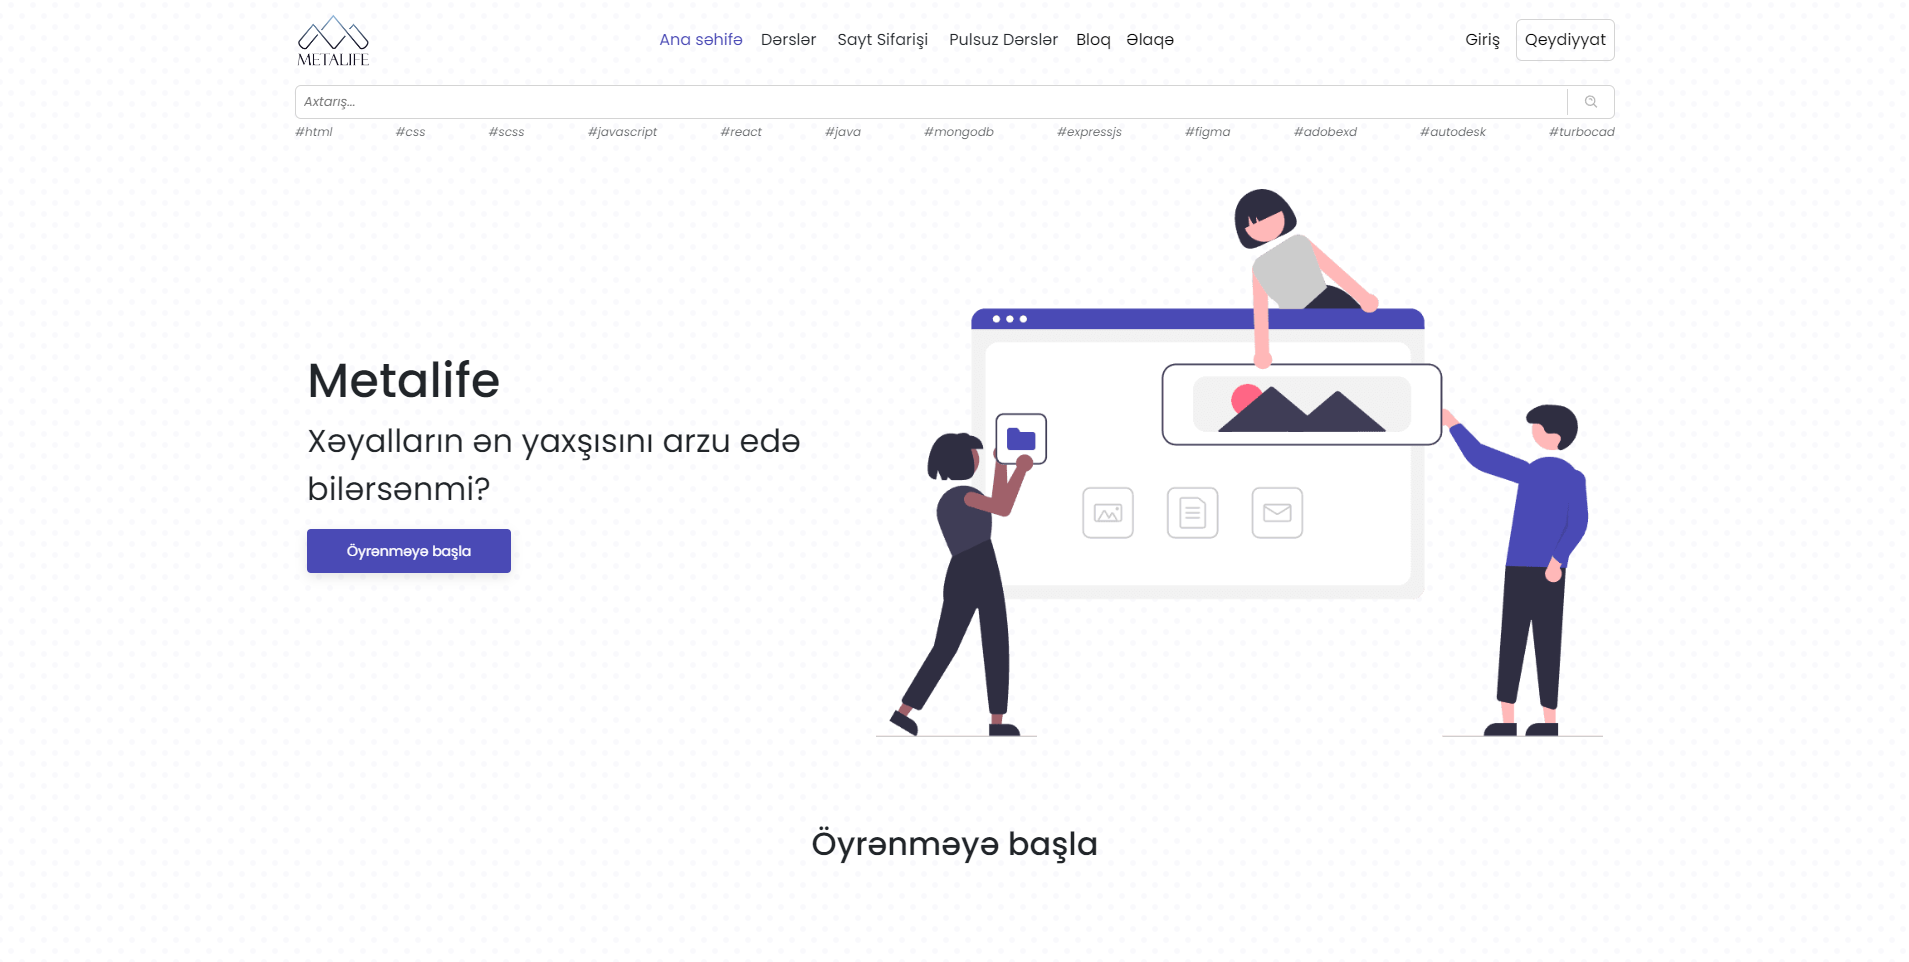 METALIFE
Ana səhifə Dərslər Sayt Sifarişi Pulsuz Dərslər Bloq Əlaqə Giriş Qeydiyyat
Axtarış...
#html #css #scss #javascript #react #java #mongodb #expressjs #figma #adobexd #autodesk #turbocad
Metalife
Xəyalların ən yaxşısını arzu edə
bilərsənmi?
Öyrənməyə başla
Öyrənməyə başla